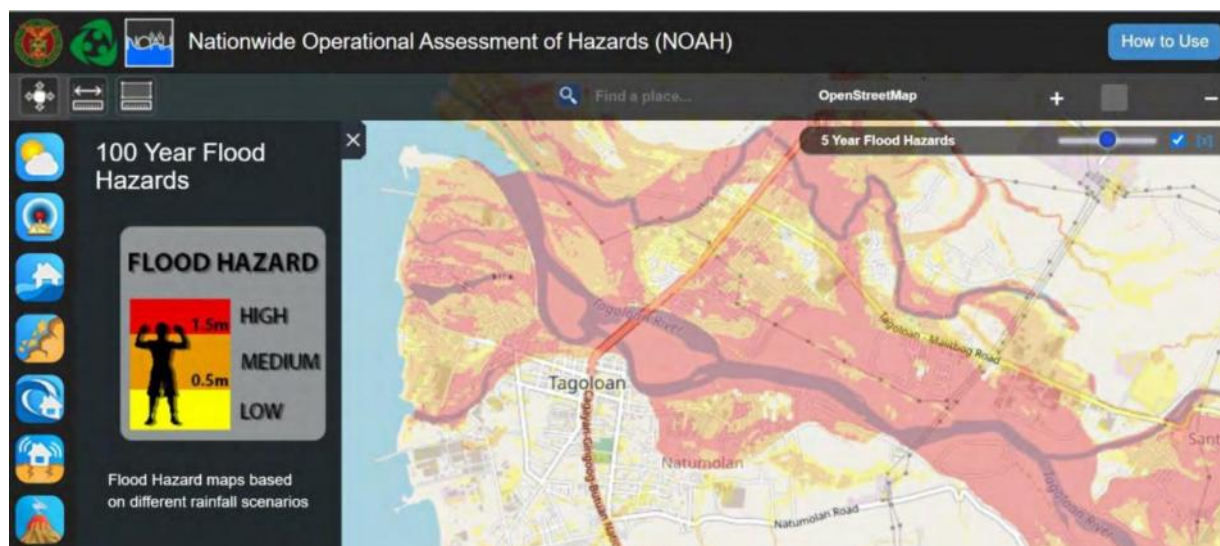 NOAH
Nationwide Operational Assessment of Hazards (NOAH)
How to Use
Find a place...
OpenStreetMap
+
−
5 Year Flood Hazards
100 Year Flood
Hazards
FLOOD HAZARD
1.5m
HIGH
MEDIUM
0.5m
LOW
Flood Hazard maps based
on different rainfall scenarios
Tagoloan River
Tagoloan - Malitbog Road
Tagoloan
Natumolan
Natumolan Road
Tagoloan River